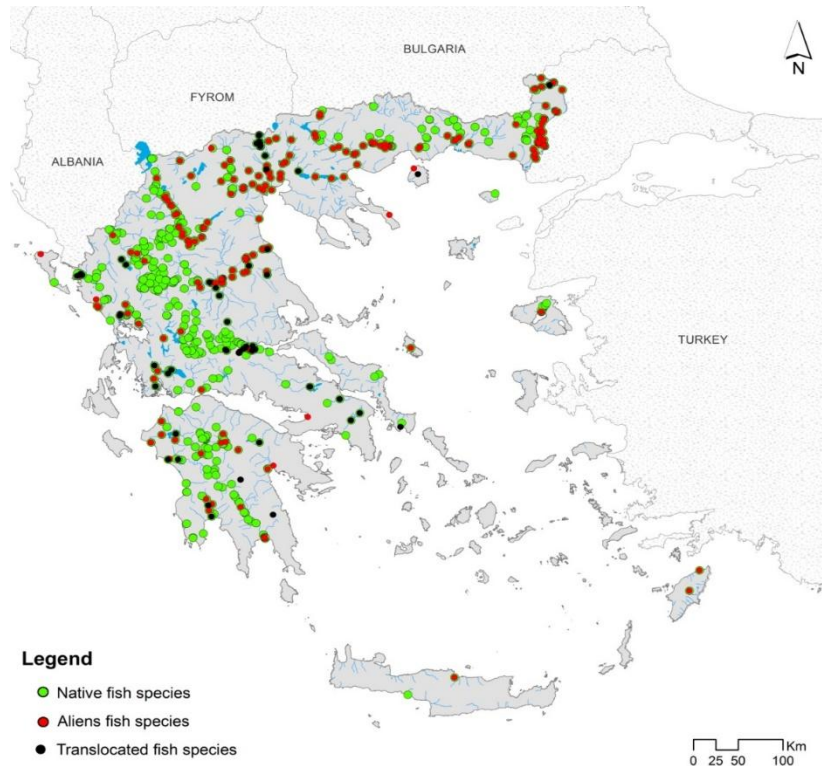 BULGARIA
FYROM
N
ALBANIA
TURKEY
Legend
Native fish species
Aliens fish species
Translocated fish species
Km
0 25 50 100